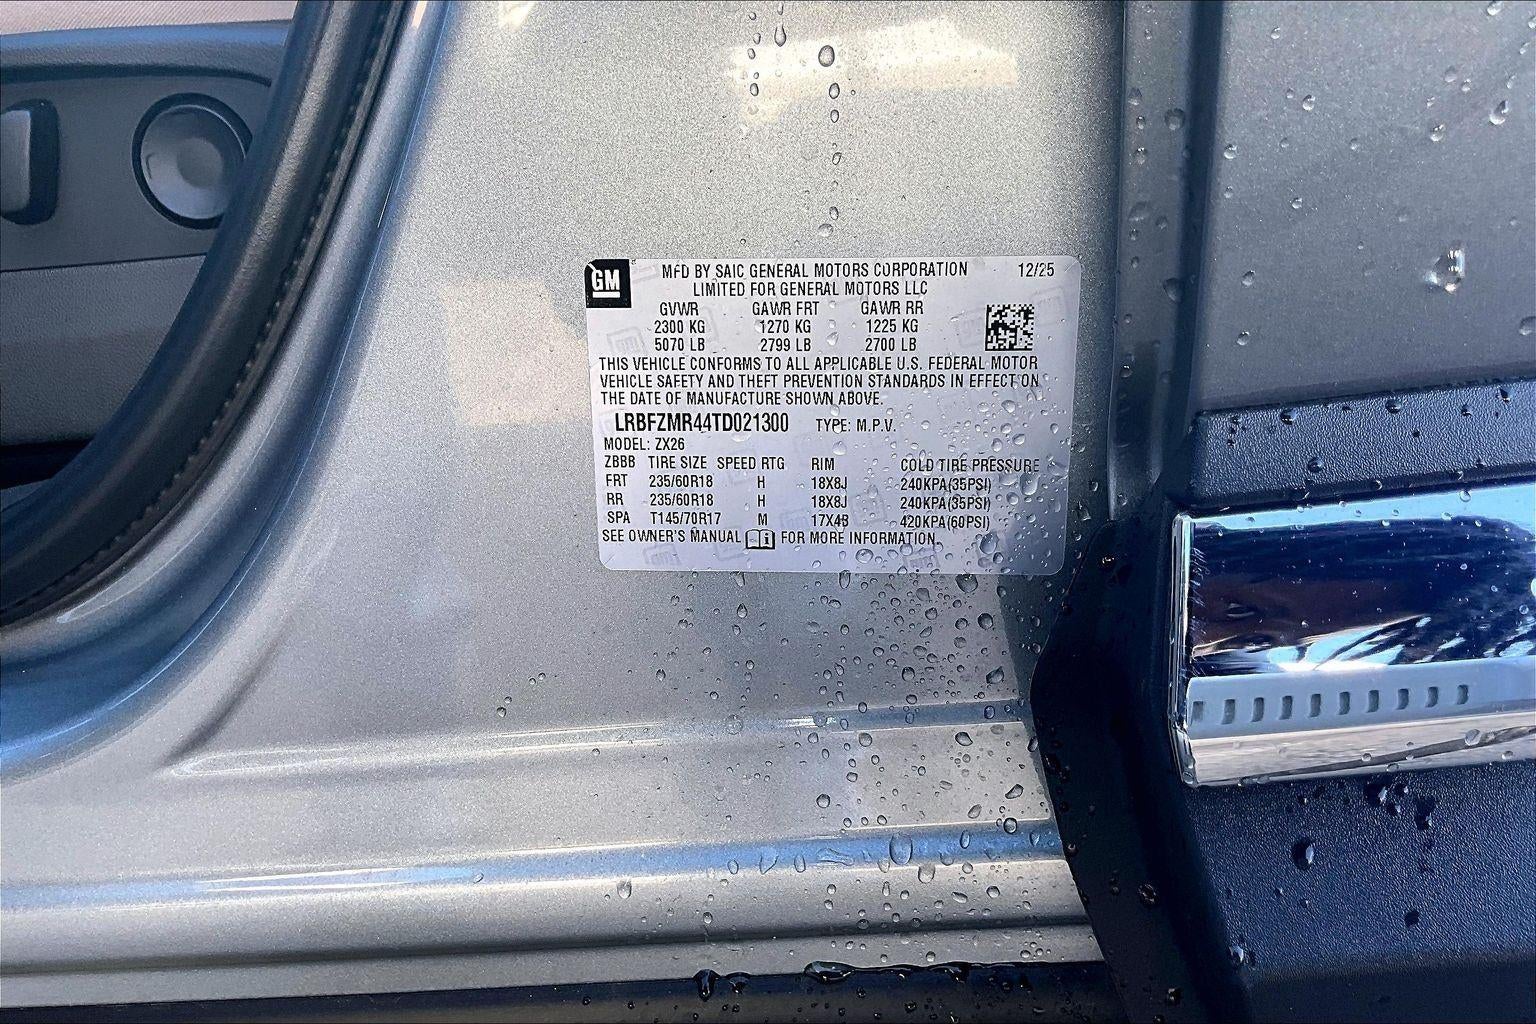 GM
MFD BY SAIC GENERAL MOTORS CORPORATION 12/25
LIMITED FOR GENERAL MOTORS LLC
GVWR GAWR FRT GAWR RR
2300 KG 1270 KG 1225 KG
5070 LB 2799 LB 2700 LB
THIS VEHICLE CONFORMS TO ALL APPLICABLE U.S. FEDERAL MOTOR
VEHICLE SAFETY AND THEFT PREVENTION STANDARDS IN EFFECT ON
THE DATE OF MANUFACTURE SHOWN ABOVE.
LRBFZMR44TD021300 TYPE: M.P.V.
MODEL: ZX26
ZBBB TIRE SIZE SPEED RTG RIM COLD TIRE PRESSURE
FRT 235/60R18 H 18X8J 240KPA(35PSI)
RR 235/60R18 H 18X8J 240KPA(35PSI)
SPA T145/70R17 M 17X4B 420KPA(60PSI)
SEE OWNER'S MANUAL FOR MORE INFORMATION.